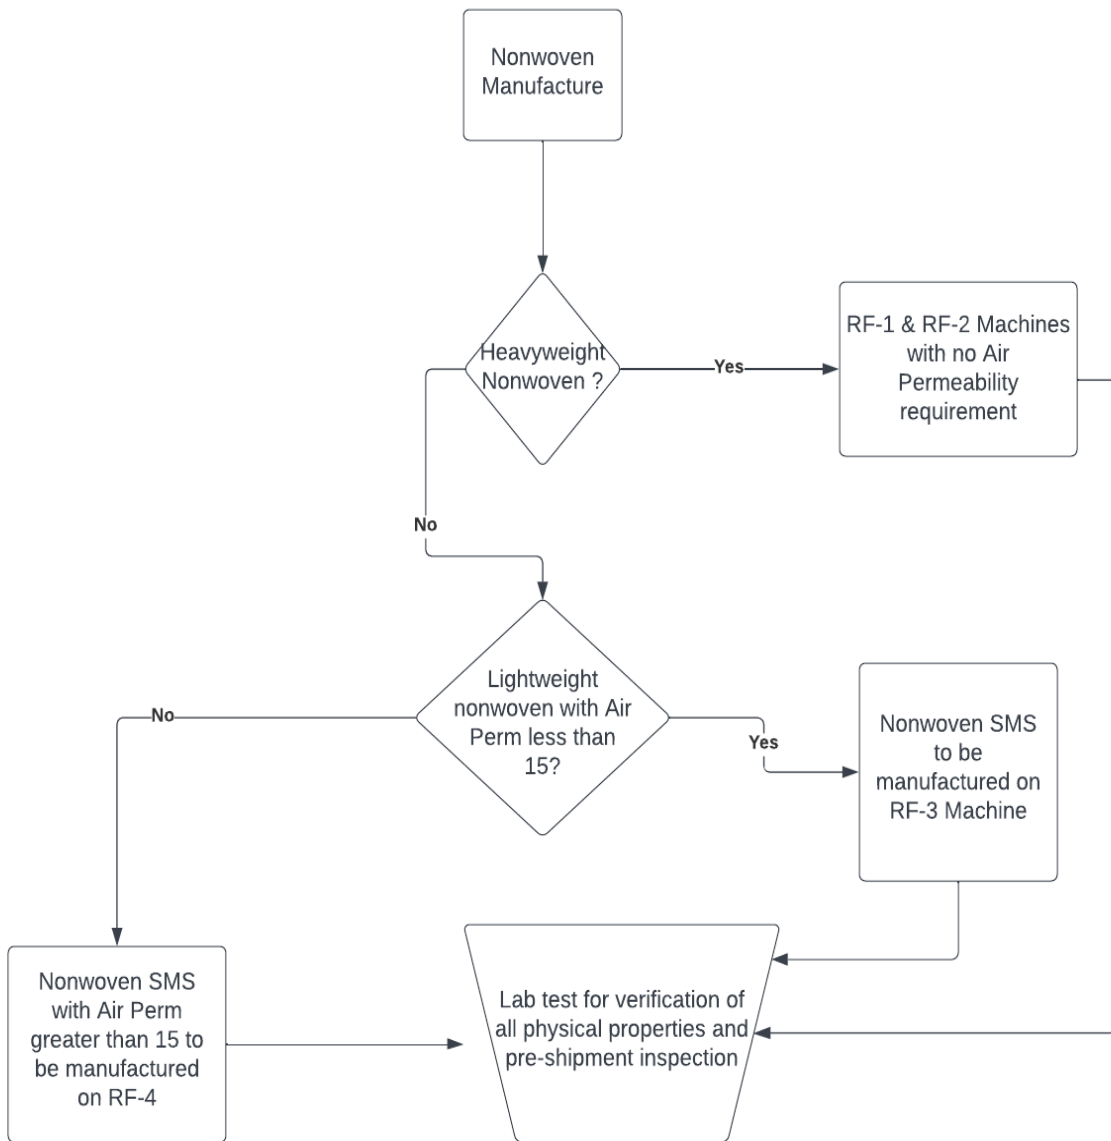 Nonwoven
Manufacture
Heavyweight
Nonwoven ?
Yes
RF-1 & RF-2 Machines
with no Air
Permeability
requirement
No
Lightweight
nonwoven with Air
Perm less than
15?
No
Yes
Nonwoven SMS
to be
manufactured on
RF-3 Machine
Nonwoven SMS
with Air Perm
greater than 15 to
be manufactured
on RF-4
Lab test for verification of
all physical properties and
pre-shipment inspection